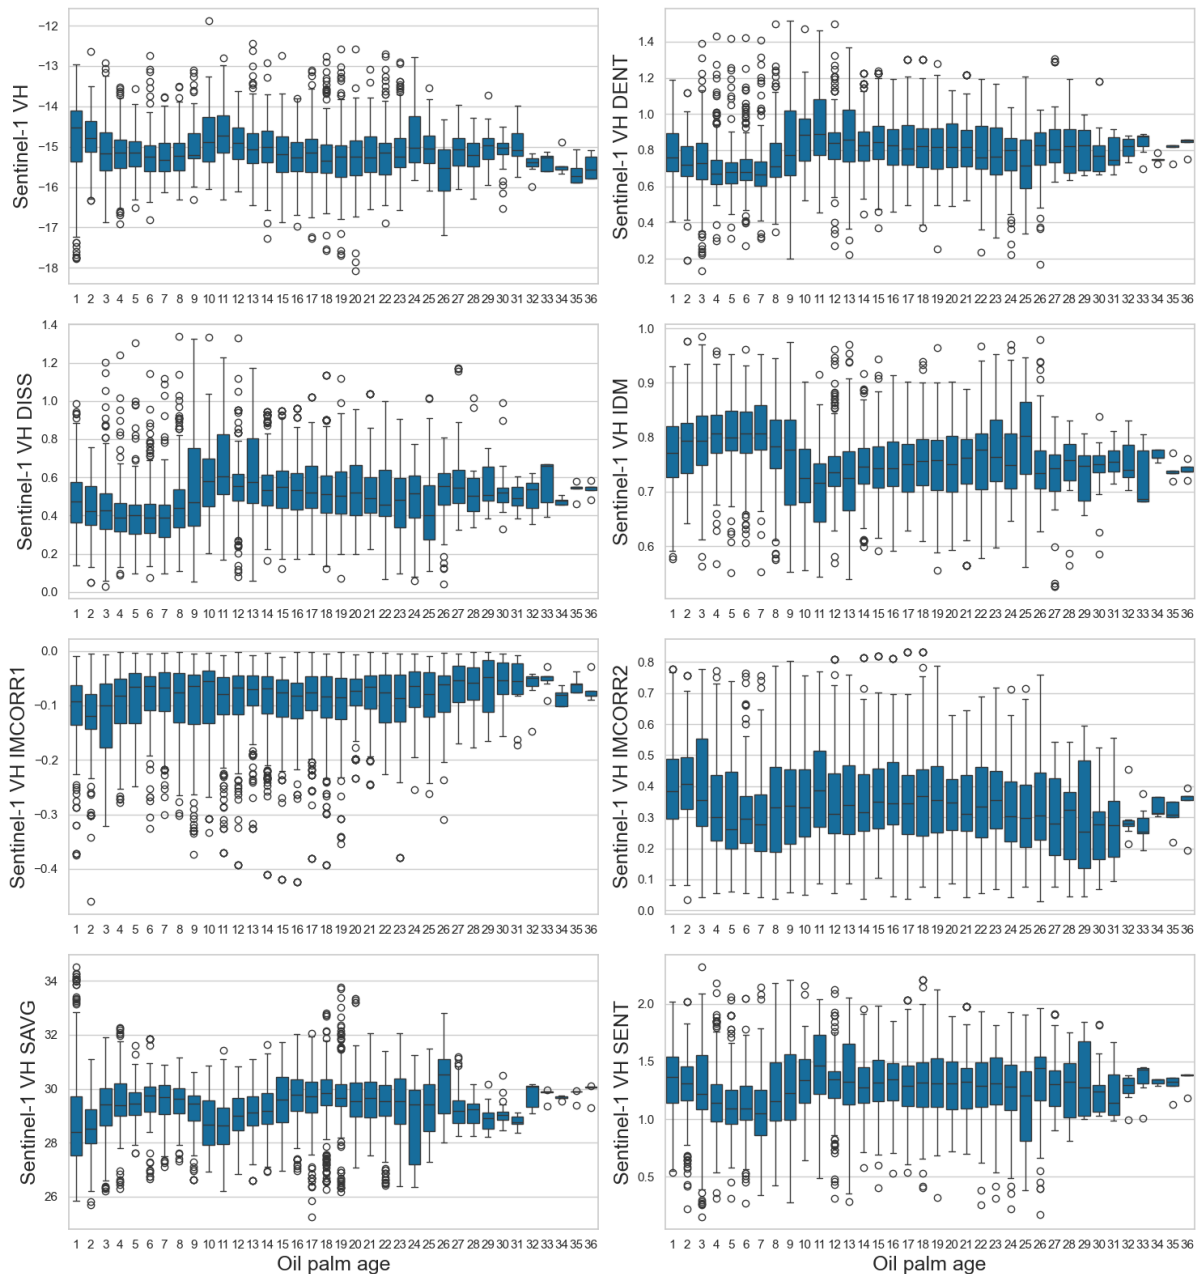 Sentinel-1 VH
−12
−13
−14
−15
−16
−17
−18
1 2 3 4 5 6 7 8 9 10 11 12 13 14 15 16 17 18 19 20 21 22 23 24 25 26 27 28 29 30 31 32 33 34 35 36
Sentinel-1 VH DENT
1.4
1.2
1.0
0.8
0.6
0.4
0.2
1 2 3 4 5 6 7 8 9 10 11 12 13 14 15 16 17 18 19 20 21 22 23 24 25 26 27 28 29 30 31 32 33 34 35 36
Sentinel-1 VH DISS
1.4
1.2
1.0
0.8
0.6
0.4
0.2
0.0
1 2 3 4 5 6 7 8 9 10 11 12 13 14 15 16 17 18 19 20 21 22 23 24 25 26 27 28 29 30 31 32 33 34 35 36
Sentinel-1 VH IDM
1.0
0.9
0.8
0.7
0.6
1 2 3 4 5 6 7 8 9 10 11 12 13 14 15 16 17 18 19 20 21 22 23 24 25 26 27 28 29 30 31 32 33 34 35 36
Sentinel-1 VH IMCORR1
0.0
−0.1
−0.2
−0.3
−0.4
1 2 3 4 5 6 7 8 9 10 11 12 13 14 15 16 17 18 19 20 21 22 23 24 25 26 27 28 29 30 31 32 33 34 35 36
Sentinel-1 VH IMCORR2
0.8
0.7
0.6
0.5
0.4
0.3
0.2
0.1
0.0
1 2 3 4 5 6 7 8 9 10 11 12 13 14 15 16 17 18 19 20 21 22 23 24 25 26 27 28 29 30 31 32 33 34 35 36
Sentinel-1 VH SAVG
34
32
30
28
26
1 2 3 4 5 6 7 8 9 10 11 12 13 14 15 16 17 18 19 20 21 22 23 24 25 26 27 28 29 30 31 32 33 34 35 36
Oil palm age
Sentinel-1 VH SENT
2.0
1.5
1.0
0.5
1 2 3 4 5 6 7 8 9 10 11 12 13 14 15 16 17 18 19 20 21 22 23 24 25 26 27 28 29 30 31 32 33 34 35 36
Oil palm age